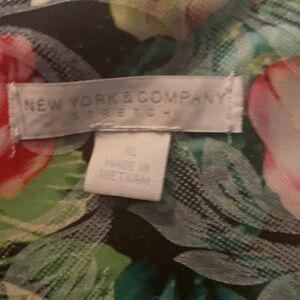 NEW YORK & COMPANY
STRETCH
XL
MADE IN
VIETNAM